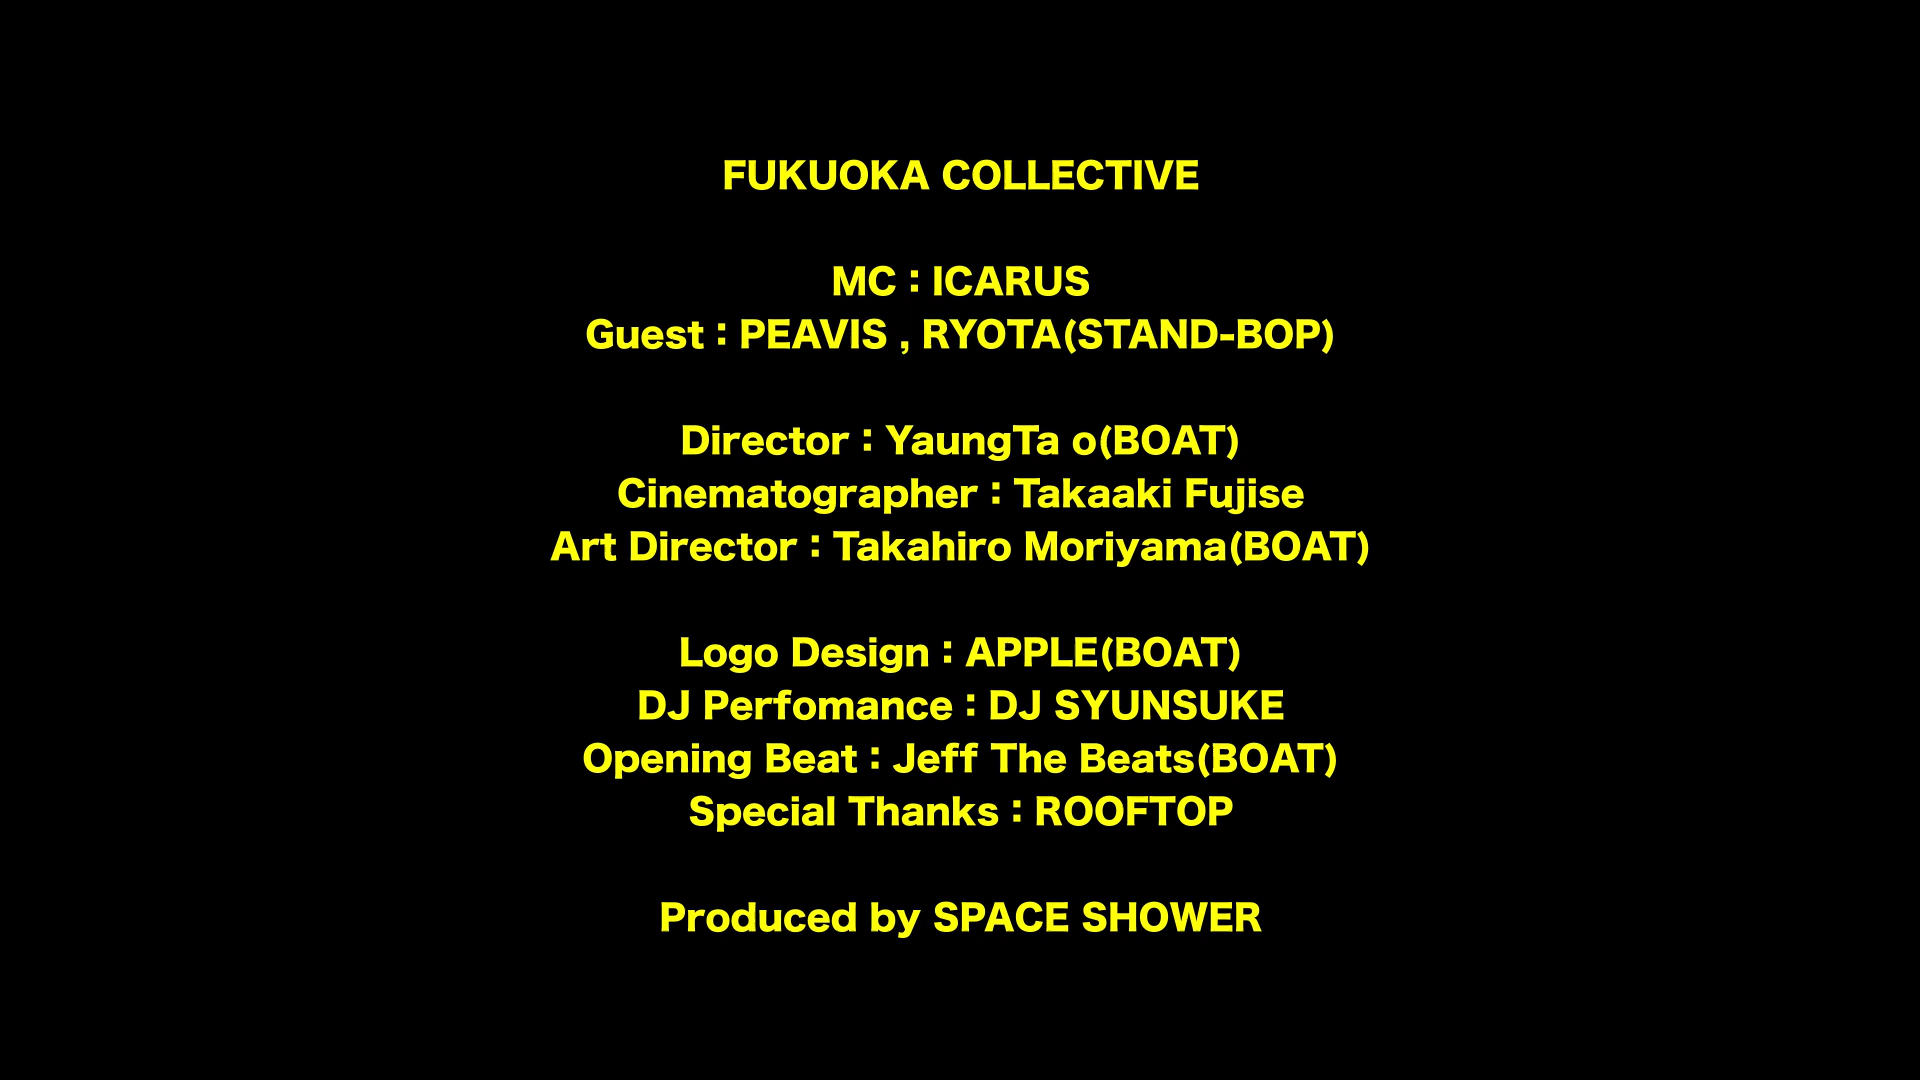 FUKUOKA COLLECTIVE
MC：ICARUS
Guest：PEAVIS , RYOTA(STAND-BOP)
Director：YaungTa o(BOAT)
Cinematographer：Takaaki Fujise
Art Director：Takahiro Moriyama(BOAT)
Logo Design：APPLE(BOAT)
DJ Perfomance：DJ SYUNSUKE
Opening Beat：Jeff The Beats(BOAT)
Special Thanks：ROOFTOP
Produced by SPACE SHOWER